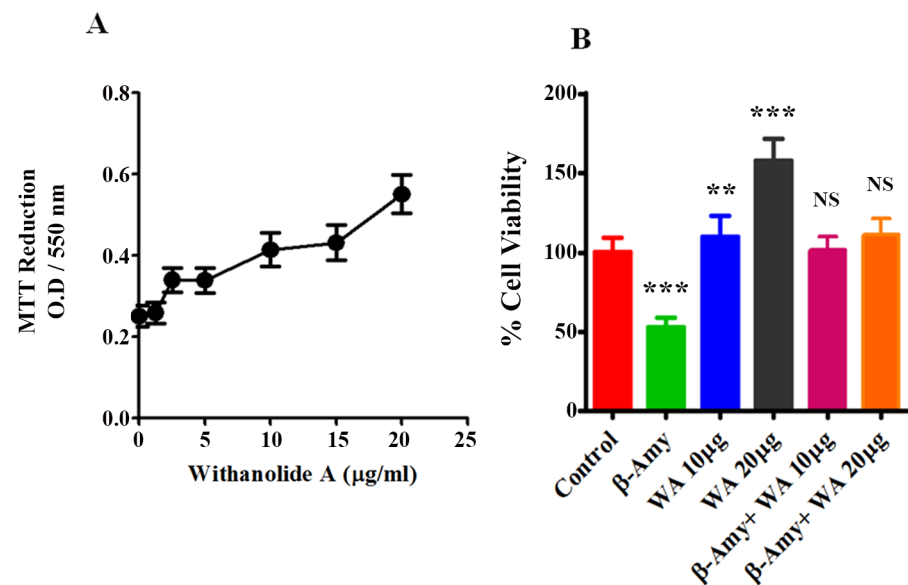 A
MTT Reduction
O.D / 550 nm
0.8
0.6
0.4
0.2
0.0
0 5 10 15 20 25
Withanolide A (µg/ml)
B
% Cell Viability
200
150
100
50
0
***
**
***
NS
NS
Control
β-Amy
WA 10µg
WA 20µg
β-Amy+ WA 10µg
β-Amy+ WA 20µg